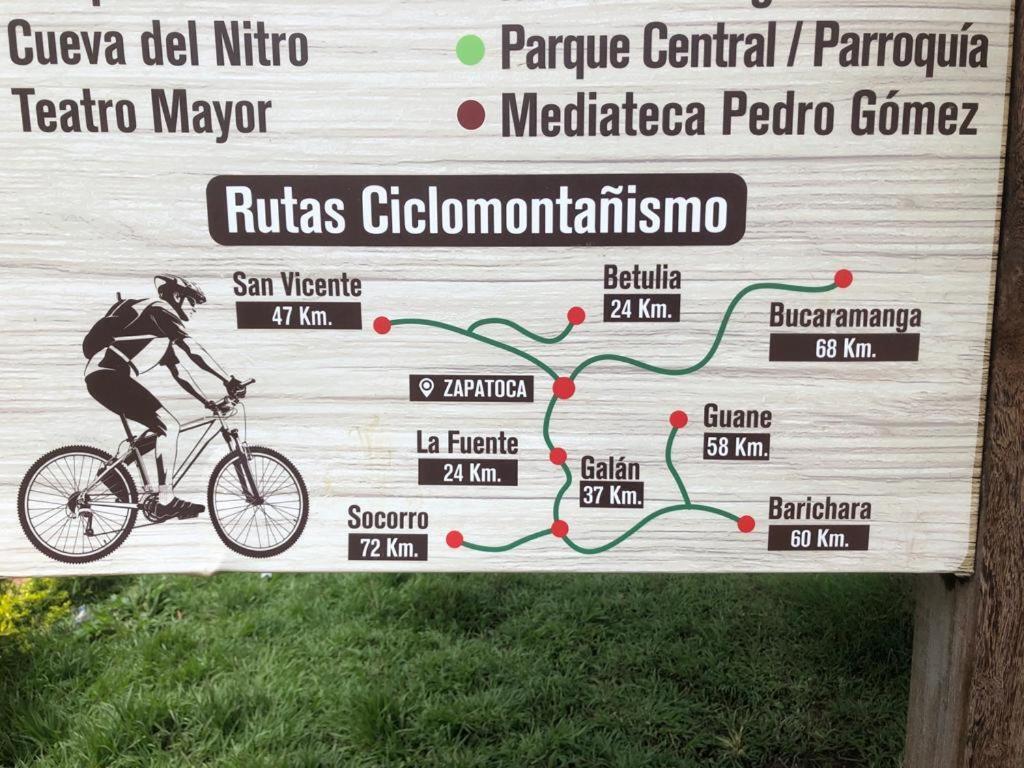 Cueva del Nitro
Teatro Mayor
Parque Central / Parroquía
Mediateca Pedro Gómez
Rutas Ciclomontañismo
San Vicente
47 Km.
Betulia
24 Km.
Bucaramanga
68 Km.
ZAPATOCA
Guane
58 Km.
La Fuente
24 Km.
Galán
37 Km.
Socorro
72 Km.
Barichara
60 Km.